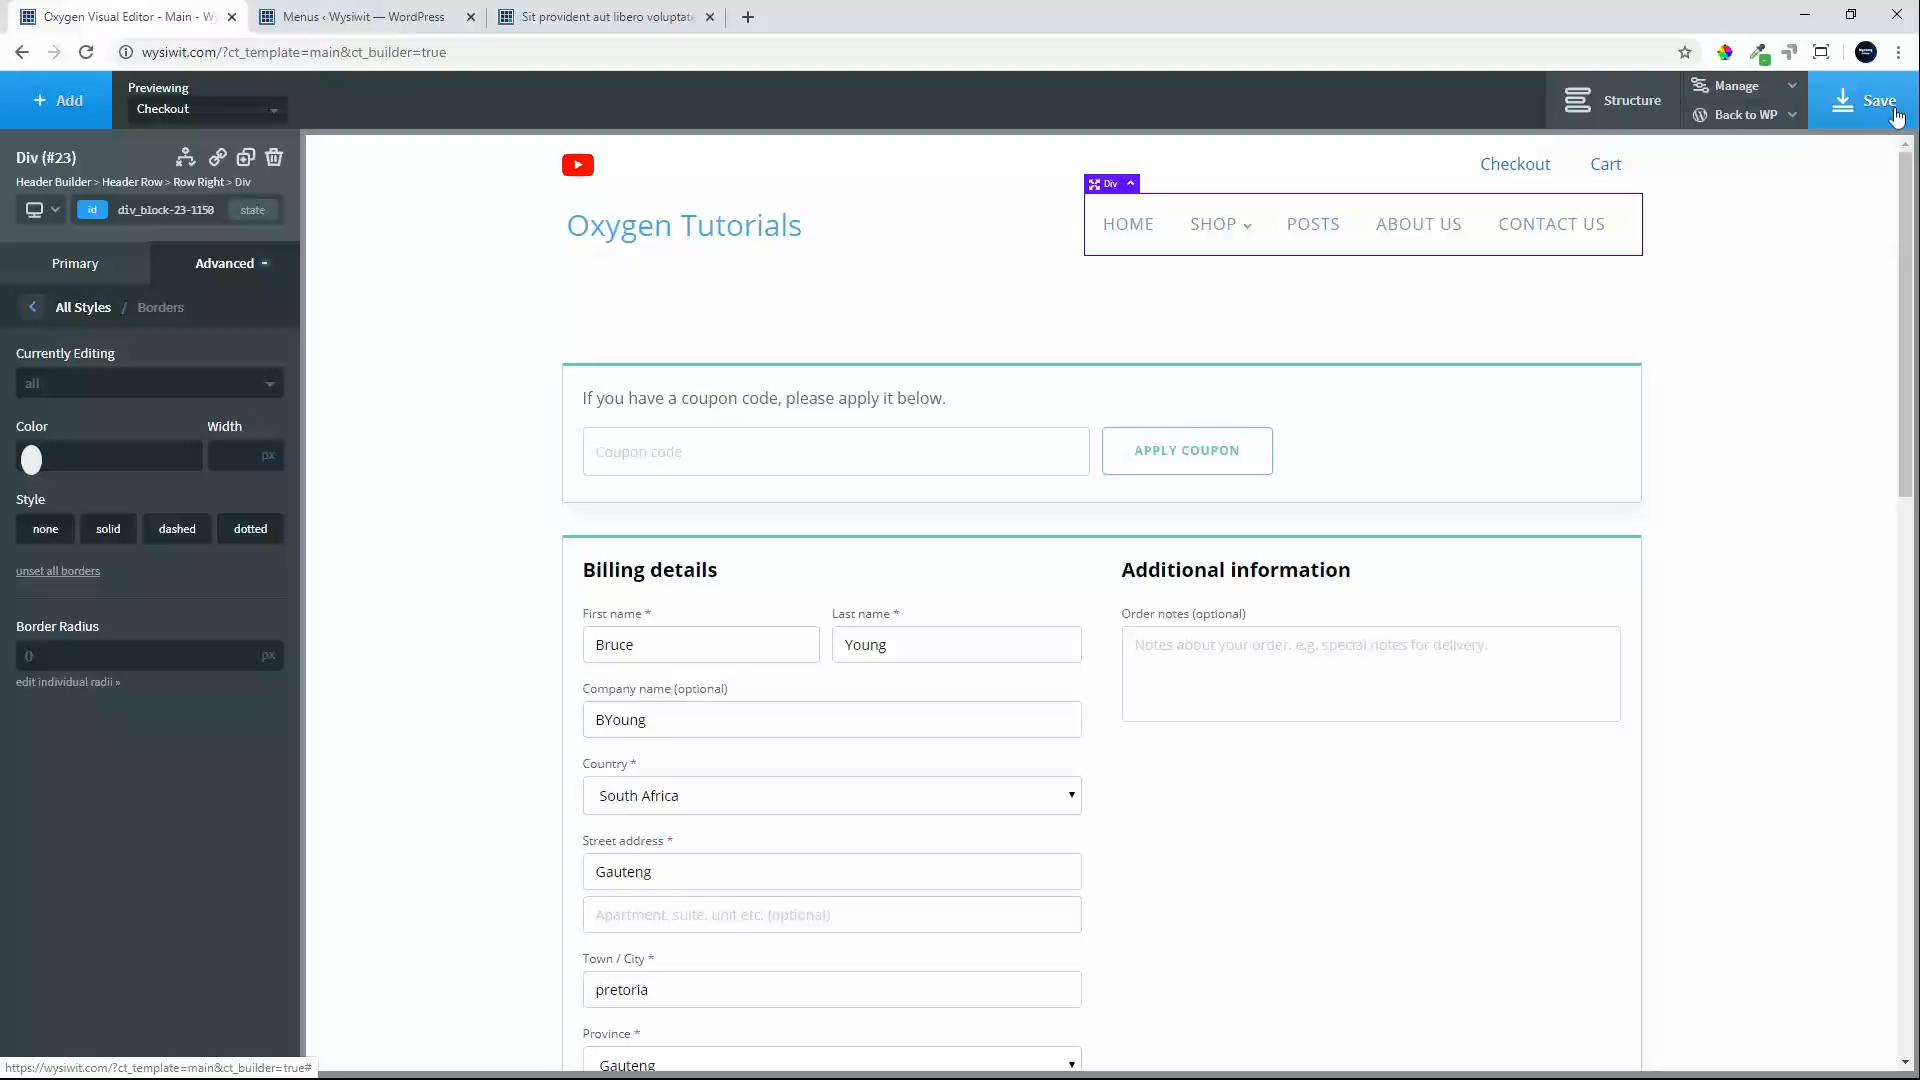 Oxygen Visual Editor - Main - Wy
Menus ‹ Wysiwit — WordPress
Sit provident aut libero voluptate
wysiwit.com/?ct_template=main&ct_builder=true
+ Add
Previewing
Checkout
Structure
Manage
Back to WP
Save
Div (#23)
Header Builder > Header Row > Row Right > Div
id
div_block-23-1150
state
Primary
Advanced
All Styles / Borders
Currently Editing
all
Color
Width
px
Style
none
solid
dashed
dotted
unset all borders
Border Radius
0
px
edit individual radii »
Checkout
Cart
Div
Oxygen Tutorials
HOME
SHOP
POSTS
ABOUT US
CONTACT US
If you have a coupon code, please apply it below.
Coupon code
APPLY COUPON
Billing details
Additional information
First name *
Last name *
Order notes (optional)
Bruce
Young
Notes about your order, e.g. special notes for delivery.
Company name (optional)
BYoung
Country *
South Africa
Street address *
Gauteng
Apartment, suite, unit etc. (optional)
Town / City *
pretoria
Province *
Gauteng
https://wysiwit.com/?ct_template=main&ct_builder=true#